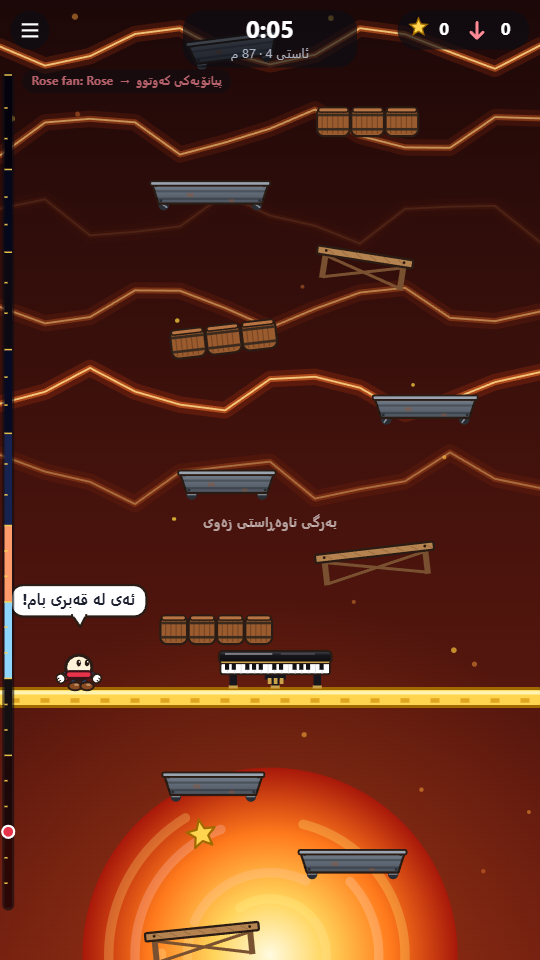 0:05
ئاستی 4 · 87 م
0
0
Rose fan: Rose → پیانۆیەکی کەوتوو
بەرگی ناوەڕاستی زەوی
ئەی لە قەبری بام!